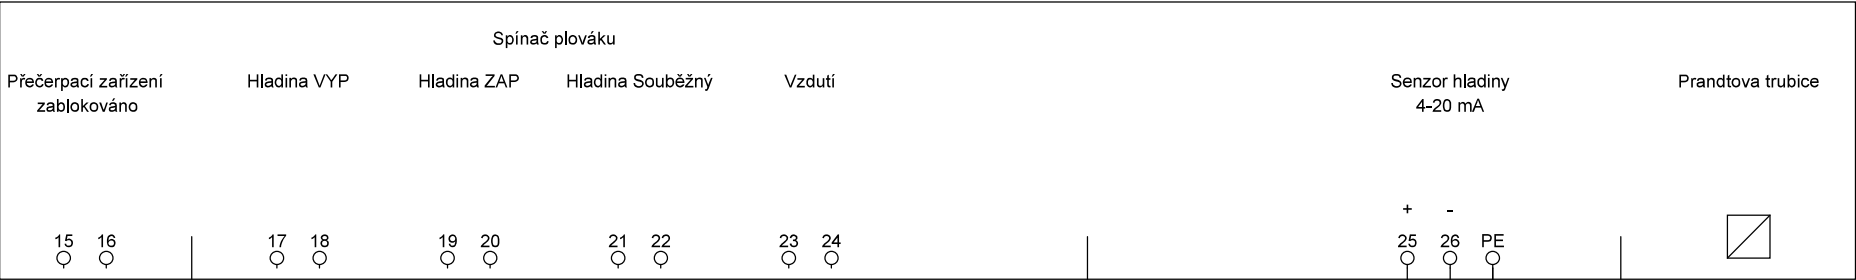 Spínač plováku
Přečerpací zařízení zablokováno
Hladina VYP
Hladina ZAP
Hladina Souběžný
Vzdutí
Senzor hladiny
4-20 mA
Prandtova trubice
+ -
15 16 17 18 19 20 21 22 23 24 25 26 PE